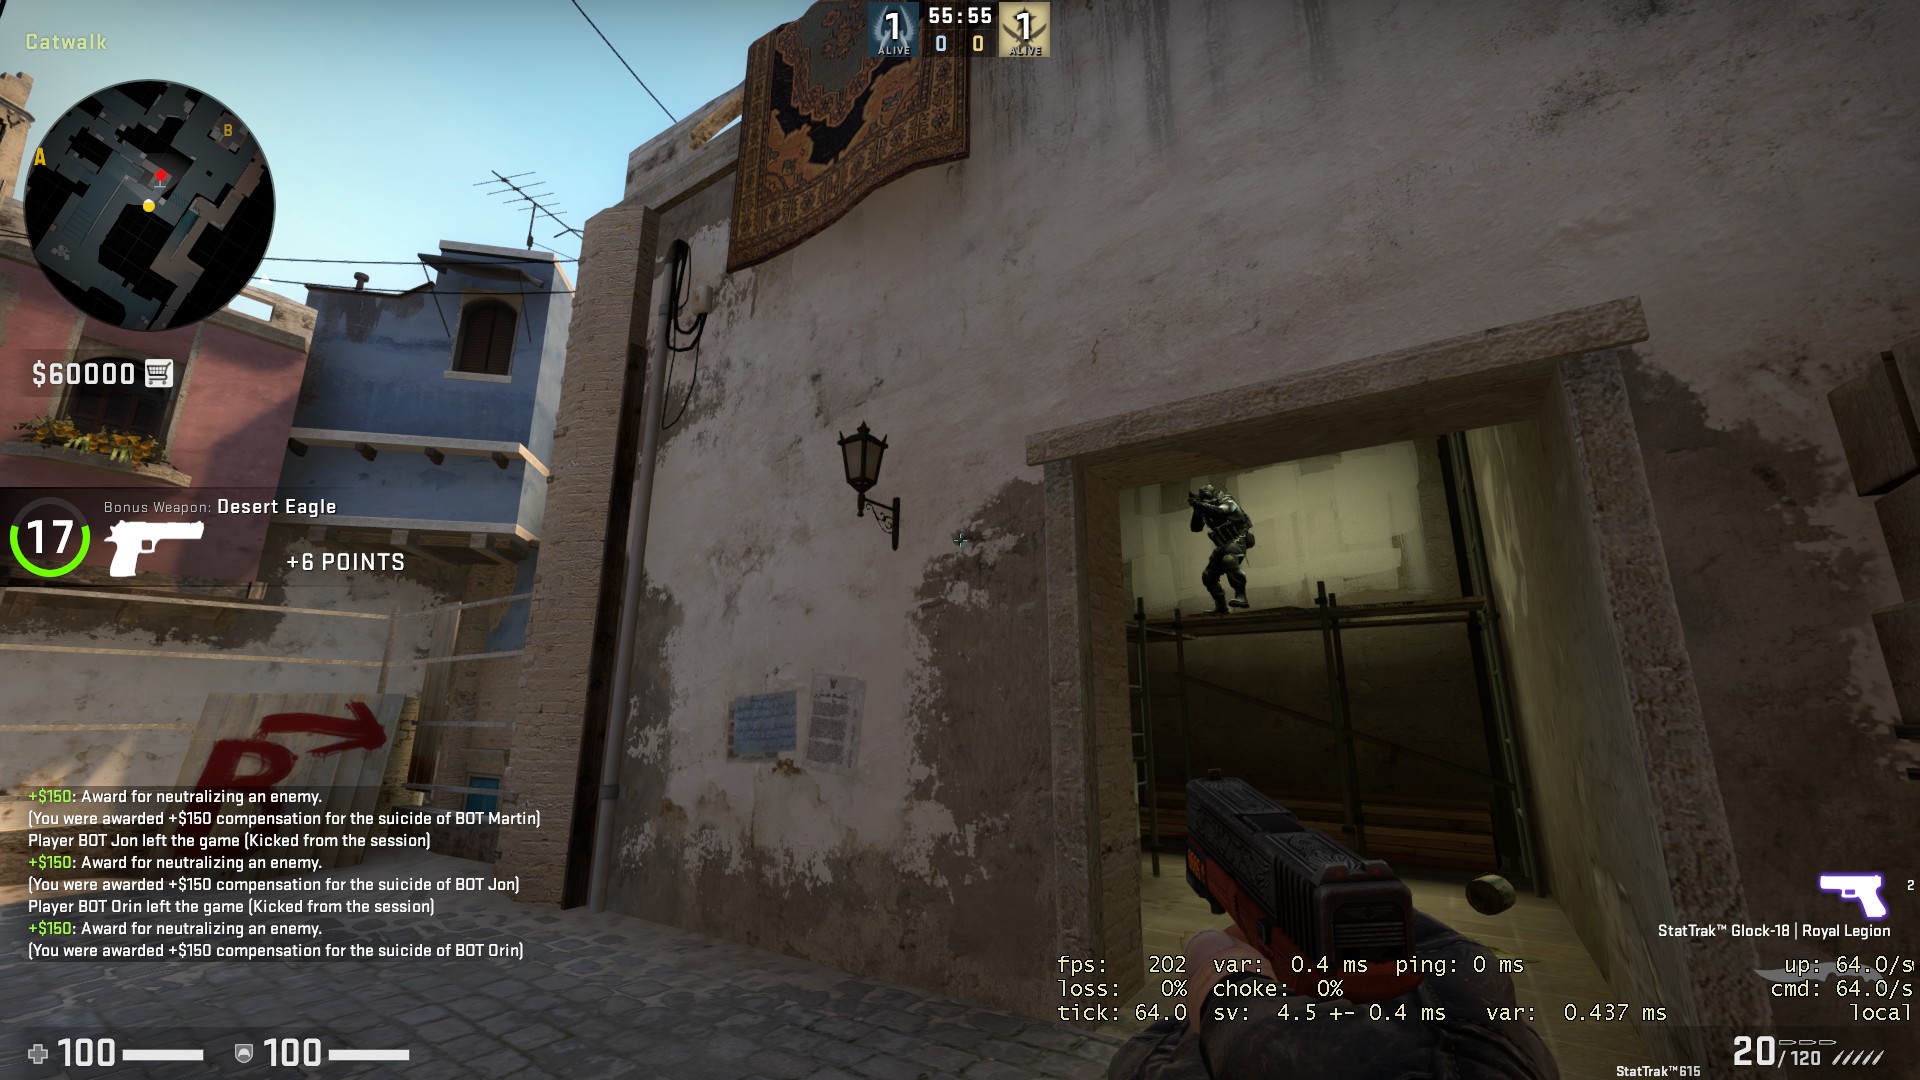 Catwalk
1 ALIVE 55:55 1 ALIVE
0 0
A
B
$60000
17
Bonus Weapon: Desert Eagle
+6 POINTS
+$150: Award for neutralizing an enemy.
(You were awarded +$150 compensation for the suicide of BOT Martin)
Player BOT Jon left the game (Kicked from the session)
+$150: Award for neutralizing an enemy.
(You were awarded +$150 compensation for the suicide of BOT Jon)
Player BOT Orin left the game (Kicked from the session)
+$150: Award for neutralizing an enemy.
(You were awarded +$150 compensation for the suicide of BOT Orin)
100 100
2
StatTrak™ Glock-18 | Royal Legion
fps: 202 var: 0.4 ms ping: 0 ms up: 64.0/s
loss: 0% choke: 0% cmd: 64.0/s
tick: 64.0 sv: 4.5 +- 0.4 ms var: 0.437 ms local
20/120
StatTrak™615